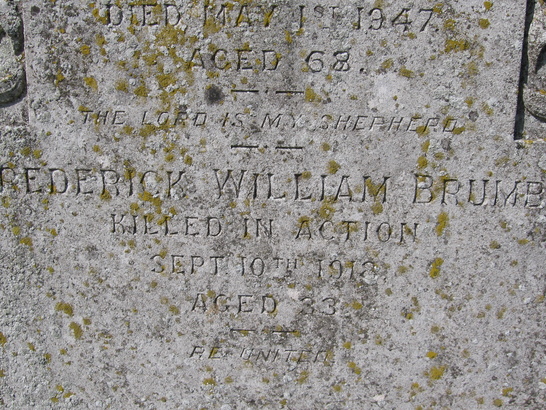 DIED MAY 1ST 1947.
AGED 68.
THE LORD IS MY SHEPHERD
REDERICK WILLIAM BRUMB
KILLED IN ACTION
SEPT 10TH 1918
AGED 33
RE-UNITED.